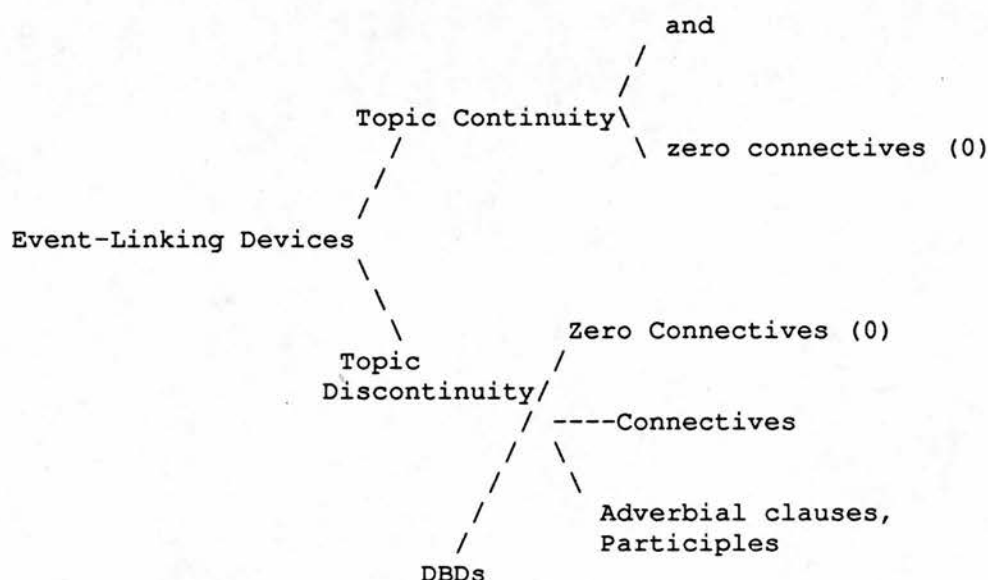 and
Topic Continuity
zero connectives (0)
Event-Linking Devices
Zero Connectives (0)
Topic
Discontinuity
----Connectives
Adverbial clauses,
Participles
DBDs